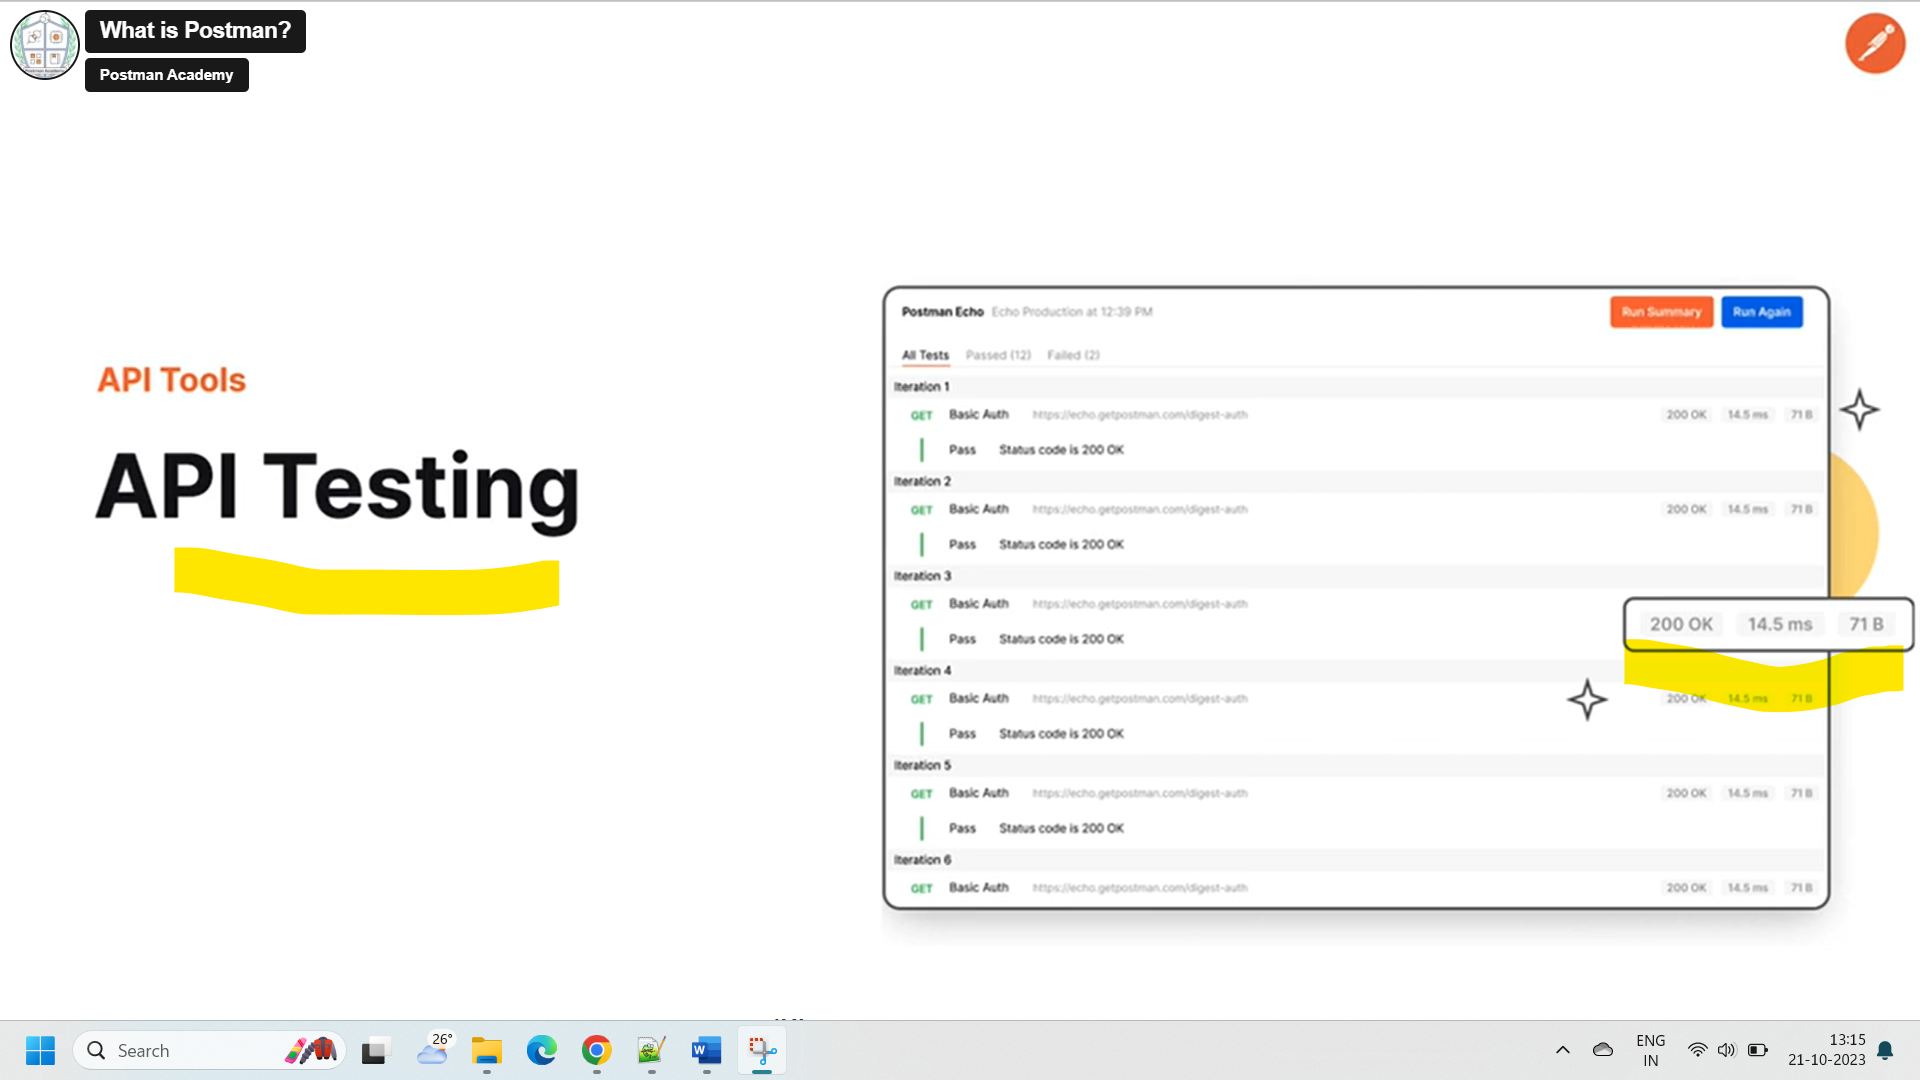 What is Postman?
Postman Academy
API Tools
API Testing
Postman Echo Echo Production at 12:39 PM Run Summary Run Again
All Tests Passed (12) Failed (2)
Iteration 1
GET Basic Auth https://echo.getpostman.com/digest-auth 200 OK 14.5 ms 71 B
Pass Status code is 200 OK
Iteration 2
GET Basic Auth https://echo.getpostman.com/digest-auth 200 OK 14.5 ms 71 B
Pass Status code is 200 OK
Iteration 3
GET Basic Auth https://echo.getpostman.com/digest-auth
200 OK 14.5 ms 71 B
Pass Status code is 200 OK
Iteration 4
GET Basic Auth https://echo.getpostman.com/digest-auth 200 OK 14.5 ms 71 B
Pass Status code is 200 OK
Iteration 5
GET Basic Auth https://echo.getpostman.com/digest-auth 200 OK 14.5 ms 71 B
Pass Status code is 200 OK
Iteration 6
GET Basic Auth https://echo.getpostman.com/digest-auth 200 OK 14.5 ms 71 B
Search
26°
ENG
IN
13:15
21-10-2023